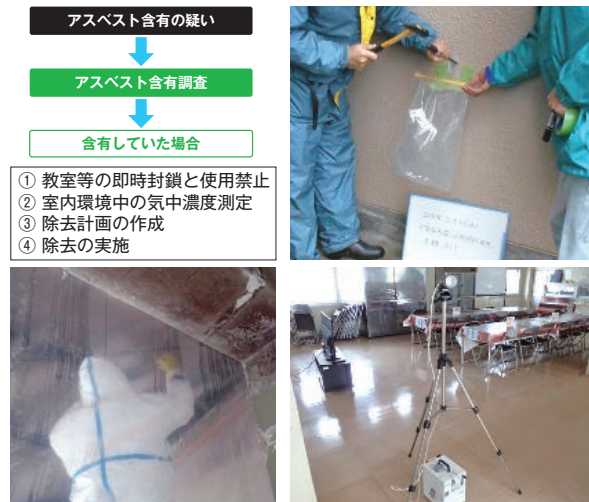 アスベスト含有の疑い
アスベスト含有調査
含有していた場合
① 教室等の即時封鎖と使用禁止
② 室内環境中の気中濃度測定
③ 除去計画の作成
④ 除去の実施